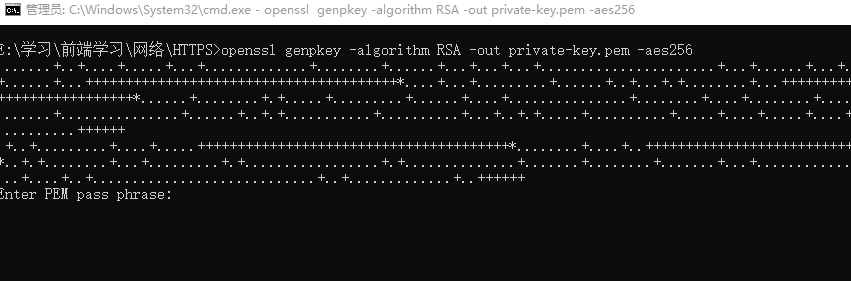 管理员: C:\Windows\System32\cmd.exe - openssl  genpkey -algorithm RSA -out private-key.pem -aes256
E:\学习\前端学习\网络\HTTPS>openssl genpkey -algorithm RSA -out private-key.pem -aes256
..........++++++
Enter PEM pass phrase: